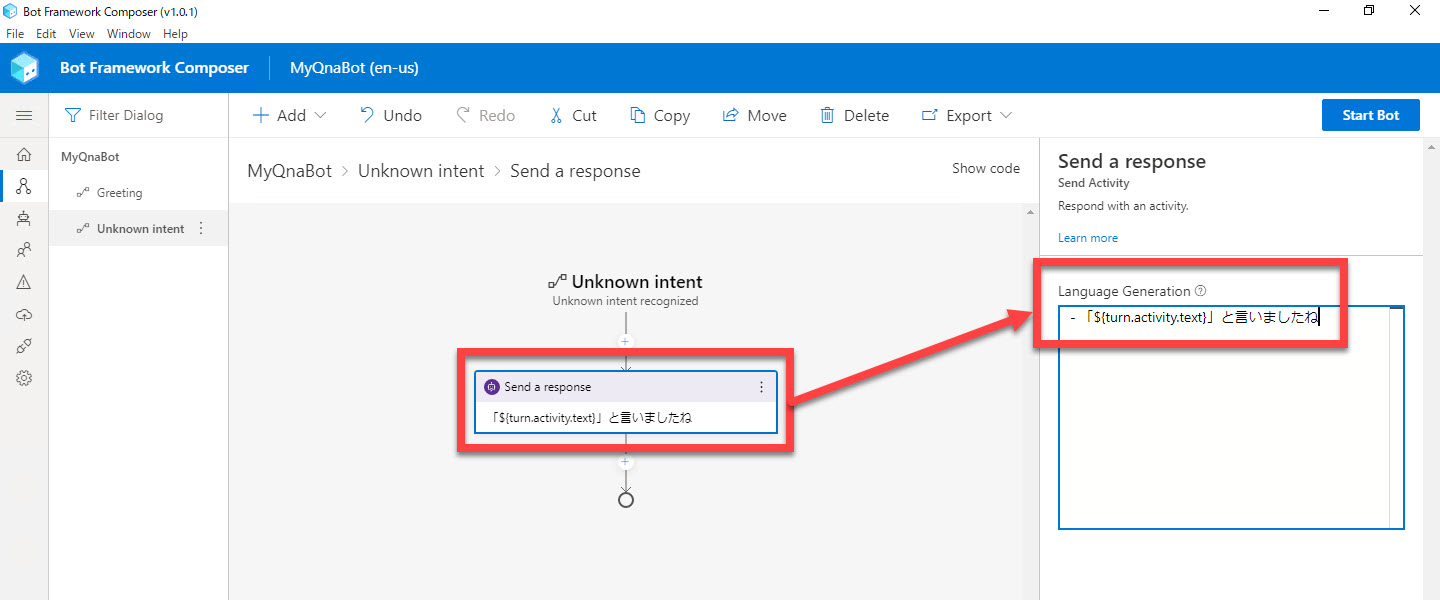 Bot Framework Composer (v1.0.1)
File Edit View Window Help
Bot Framework Composer MyQnaBot (en-us)
Filter Dialog
Add Undo Redo Cut Copy Move Delete Export Start Bot
MyQnaBot
Greeting
Unknown intent
MyQnaBot > Unknown intent > Send a response
Show code
Unknown intent
Unknown intent recognized
Send a response
「${turn.activity.text}」と言いましたね
Send a response
Send Activity
Respond with an activity.
Learn more
Language Generation
- 「${turn.activity.text}」と言いましたね